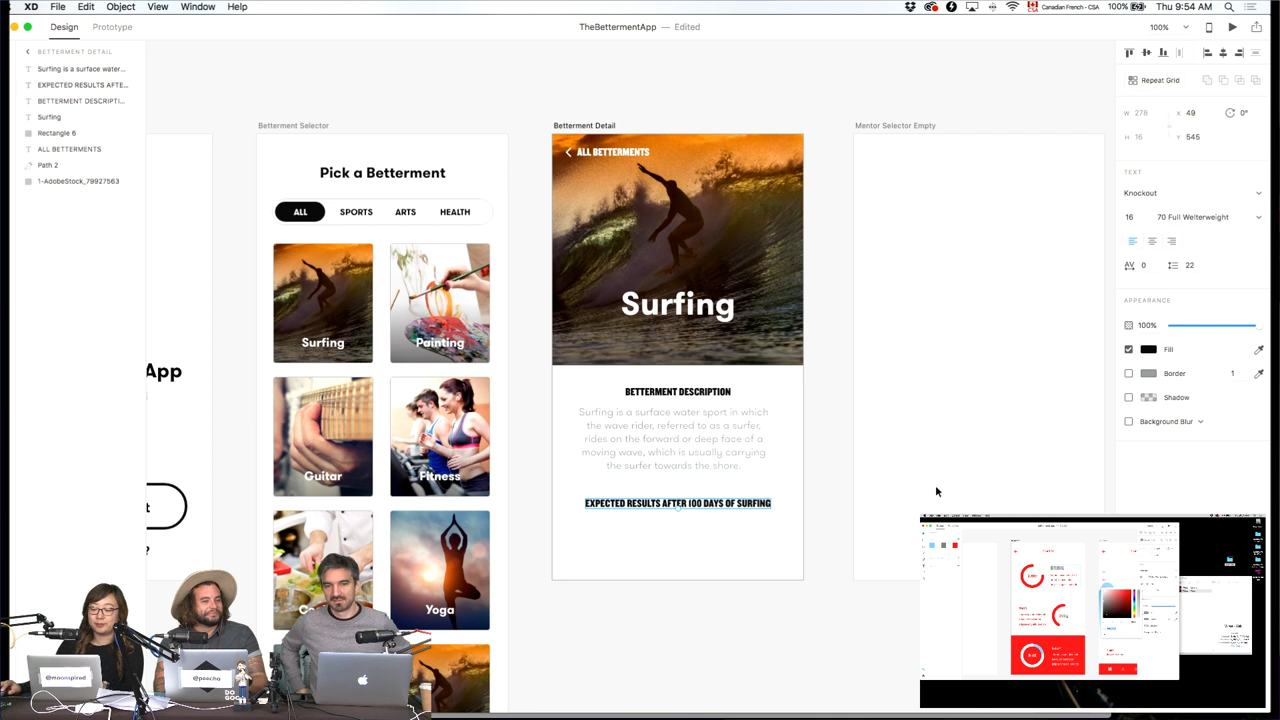 XD File Edit Object View Window Help
Canadian French - CSA 100% Thu 9:54 AM
Design Prototype
TheBettermentApp — Edited
100%
BETTERMENT DETAIL
Surfing is a surface water...
EXPECTED RESULTS AFTE...
BETTERMENT DESCRIPTI...
Surfing
Rectangle 6
ALL BETTERMENTS
Path 2
1-AdobeStock_79927563
App
t
?
Betterment Selector
Pick a Betterment
ALL SPORTS ARTS HEALTH
Surfing Painting
Guitar Fitness
Yoga
Betterment Detail
ALL BETTERMENTS
Surfing
BETTERMENT DESCRIPTION
Surfing is a surface water sport in which
the wave rider, referred to as a surfer,
rides on the forward or deep face of a
moving wave, which is usually carrying
the surfer towards the shore.
EXPECTED RESULTS AFTER 100 DAYS OF SURFING
Mentor Selector Empty
Repeat Grid
W 278 X 49 0°
H 16 Y 545
TEXT
Knockout
16 70 Full Welterweight
AV 0 22
APPEARANCE
100%
Fill
Border 1
Shadow
Background Blur
@moonspired
@peecho